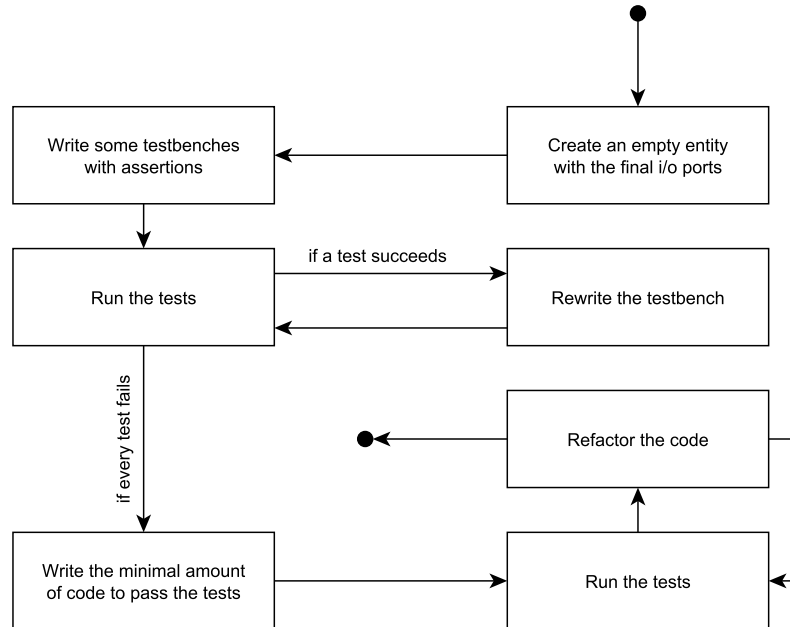 Write some testbenches
with assertions
Create an empty entity
with the final i/o ports
if a test succeeds
Run the tests
Rewrite the testbench
if every test fails
Refactor the code
Write the minimal amount
of code to pass the tests
Run the tests